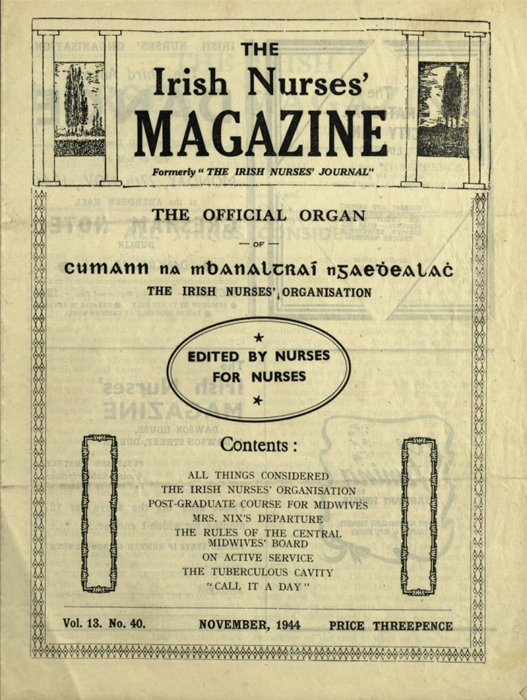 THE
Irish Nurses'
MAGAZINE
Formerly "THE IRISH NURSES' JOURNAL"
THE OFFICIAL ORGAN
— OF —
cumann na mbanaltraí nġaeḋealaċ
THE IRISH NURSES' ORGANISATION
★
EDITED BY NURSES
FOR NURSES
★
Contents :
ALL THINGS CONSIDERED
THE IRISH NURSES' ORGANISATION
POST-GRADUATE COURSE FOR MIDWIVES
MRS. NIX'S DEPARTURE
THE RULES OF THE CENTRAL
MIDWIVES' BOARD
ON ACTIVE SERVICE
THE TUBERCULOUS CAVITY
"CALL IT A DAY"
Vol. 13. No. 40. NOVEMBER, 1944 PRICE THREEPENCE